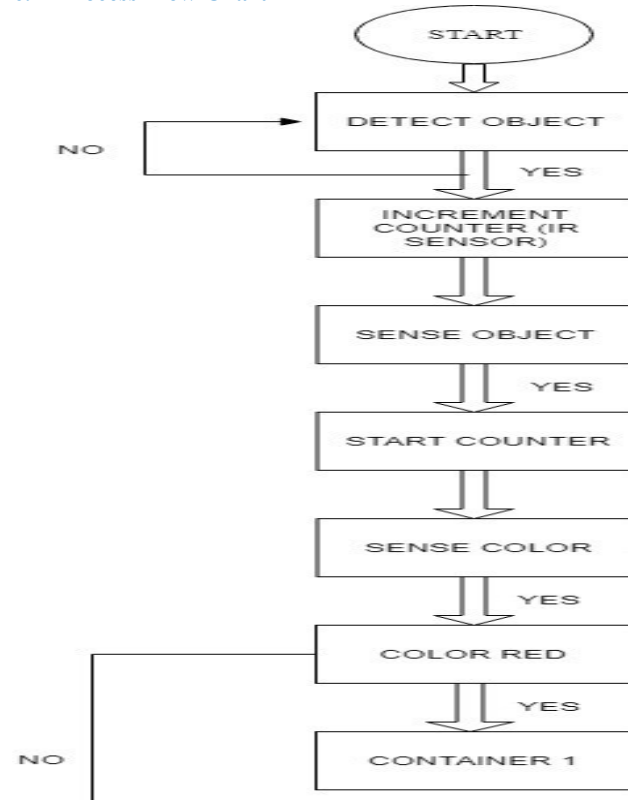 START
DETECT OBJECT
NO
YES
INCREMENT
COUNTER (IR
SENSOR)
SENSE OBJECT
YES
START COUNTER
SENSE COLOR
YES
COLOR RED
YES
NO
CONTAINER 1